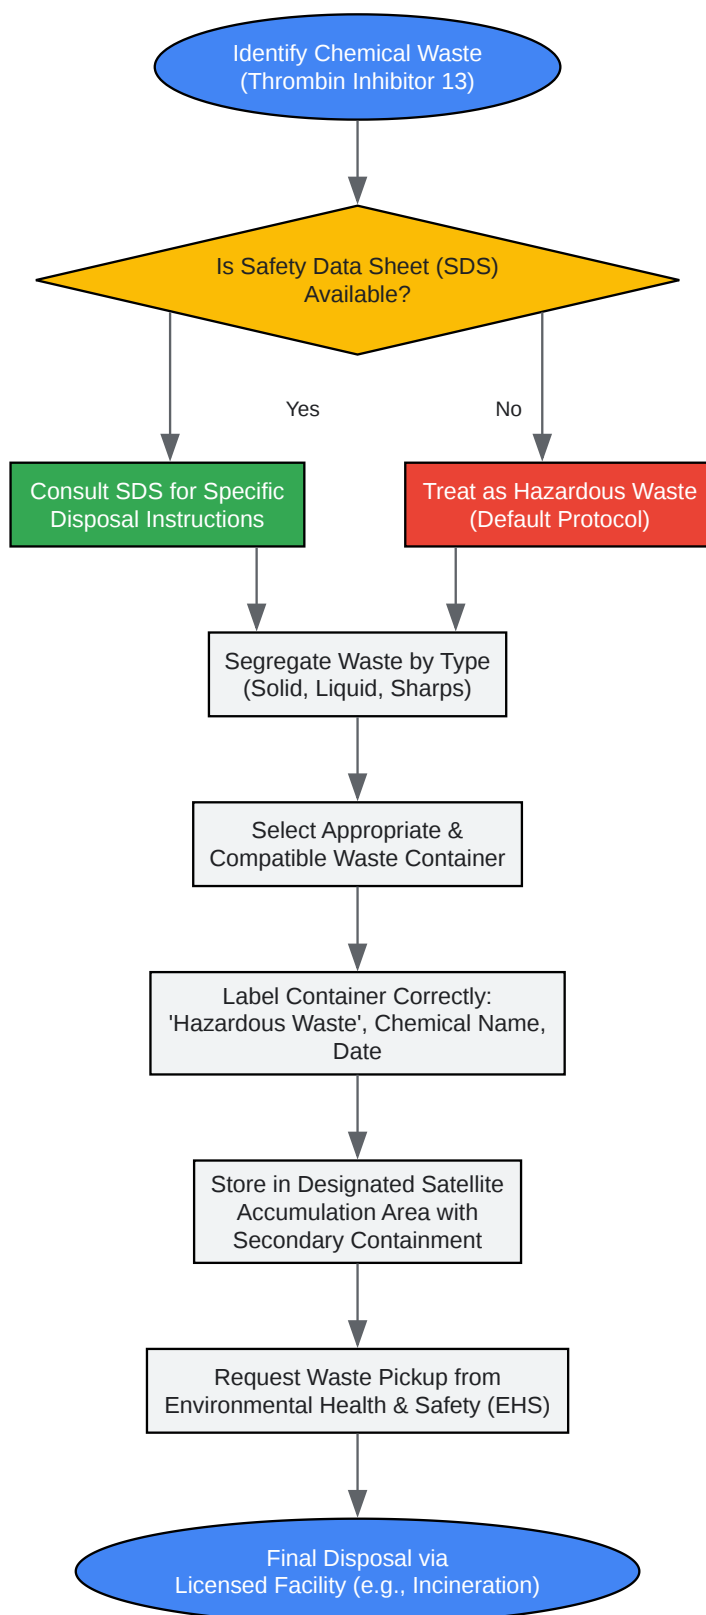 Identify Chemical Waste
(Thrombin Inhibitor 13)
Is Safety Data Sheet (SDS)
Available?
Yes
No
Consult SDS for Specific
Disposal Instructions
Treat as Hazardous Waste
(Default Protocol)
Segregate Waste by Type
(Solid, Liquid, Sharps)
Select Appropriate &
Compatible Waste Container
Label Container Correctly:
'Hazardous Waste', Chemical Name,
Date
Store in Designated Satellite
Accumulation Area with
Secondary Containment
Request Waste Pickup from
Environmental Health & Safety (EHS)
Final Disposal via
Licensed Facility (e.g., Incineration)